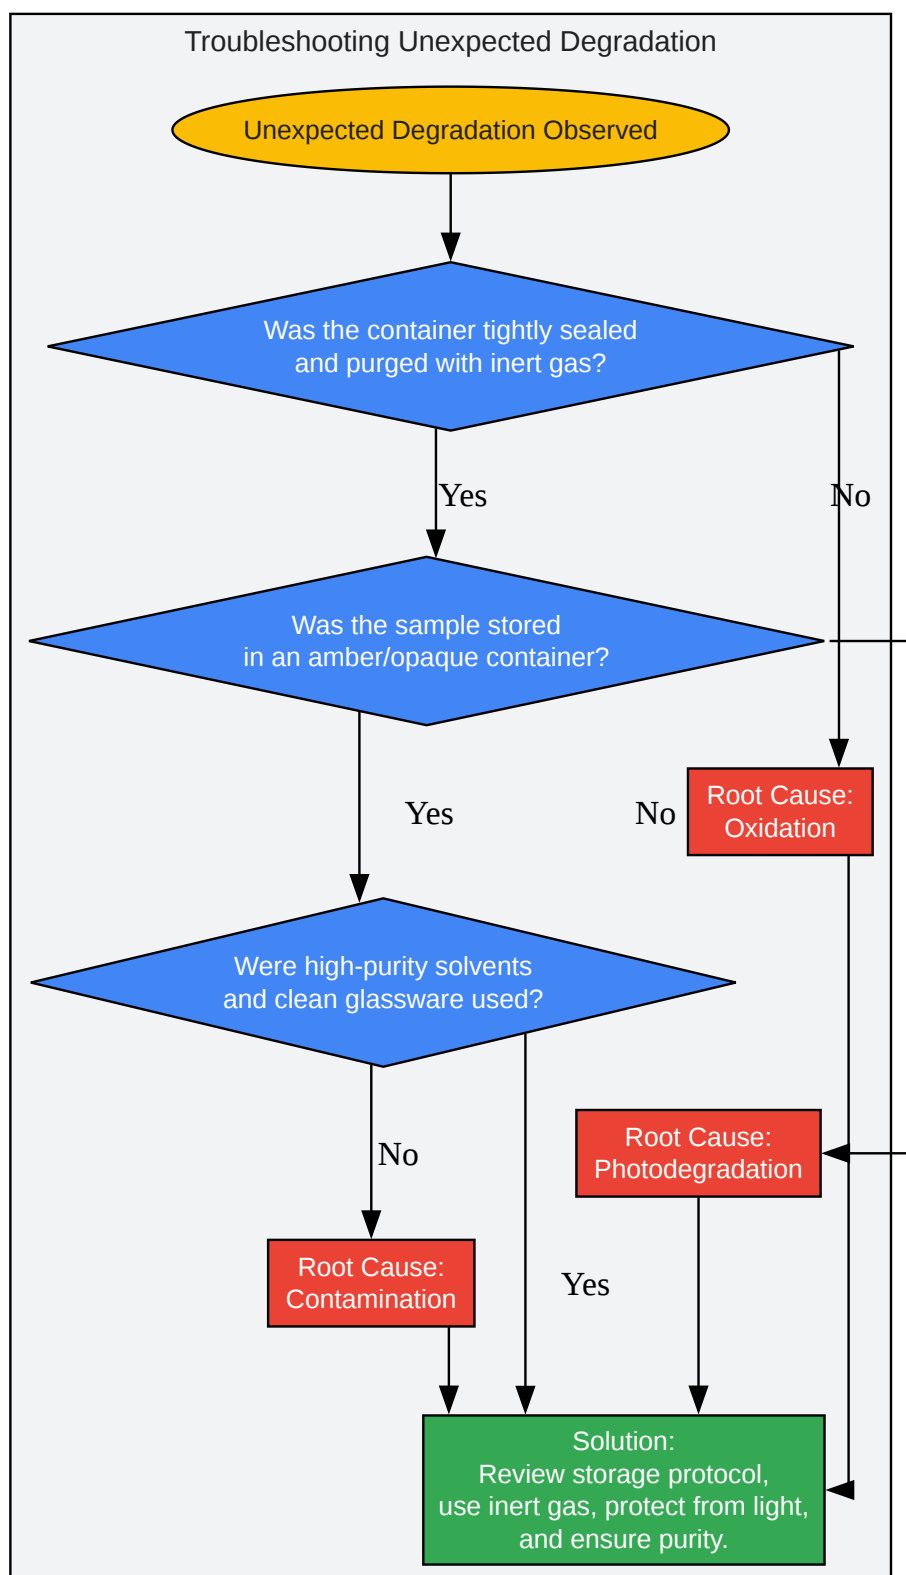 Troubleshooting Unexpected Degradation
Unexpected Degradation Observed
Was the container tightly sealed
and purged with inert gas?
Yes
No
Was the sample stored
in an amber/opaque container?
Yes
No
Root Cause:
Oxidation
Were high-purity solvents
and clean glassware used?
No
Root Cause:
Photodegradation
Root Cause:
Contamination
Yes
Solution:
Review storage protocol,
use inert gas, protect from light,
and ensure purity.